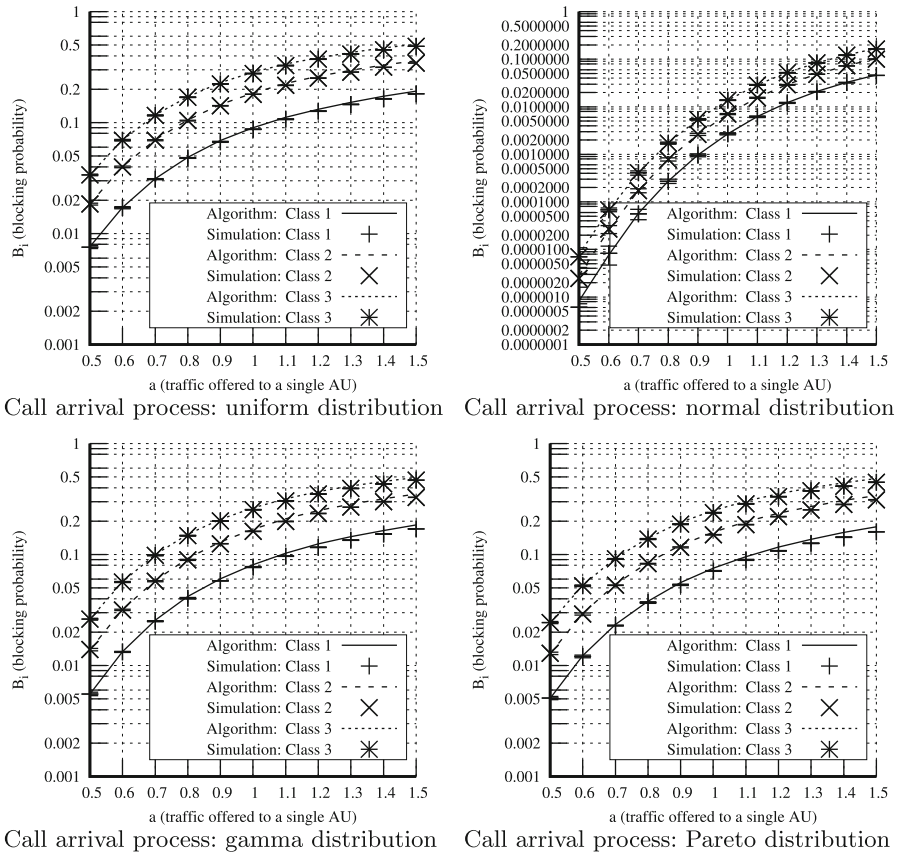 1
0.5
0.2
0.1
0.05
0.02
0.01
0.005
0.002
0.001
B_i (blocking probability)
Algorithm: Class 1
Simulation: Class 1
Algorithm: Class 2
Simulation: Class 2
Algorithm: Class 3
Simulation: Class 3
0.5 0.6 0.7 0.8 0.9 1 1.1 1.2 1.3 1.4 1.5
a (traffic offered to a single AU)
Call arrival process: uniform distribution
1
0.5000000
0.2000000
0.1000000
0.0500000
0.0200000
0.0100000
0.0050000
0.0020000
0.0010000
0.0005000
0.0002000
0.0001000
0.0000500
0.0000200
0.0000100
0.0000050
0.0000020
0.0000010
0.0000005
0.0000002
0.0000001
B_i (blocking probability)
Algorithm: Class 1
Simulation: Class 1
Algorithm: Class 2
Simulation: Class 2
Algorithm: Class 3
Simulation: Class 3
0.5 0.6 0.7 0.8 0.9 1 1.1 1.2 1.3 1.4 1.5
a (traffic offered to a single AU)
Call arrival process: normal distribution
1
0.5
0.2
0.1
0.05
0.02
0.01
0.005
0.002
0.001
B_i (blocking probability)
Algorithm: Class 1
Simulation: Class 1
Algorithm: Class 2
Simulation: Class 2
Algorithm: Class 3
Simulation: Class 3
0.5 0.6 0.7 0.8 0.9 1 1.1 1.2 1.3 1.4 1.5
a (traffic offered to a single AU)
Call arrival process: gamma distribution
1
0.5
0.2
0.1
0.05
0.02
0.01
0.005
0.002
0.001
B_i (blocking probability)
Algorithm: Class 1
Simulation: Class 1
Algorithm: Class 2
Simulation: Class 2
Algorithm: Class 3
Simulation: Class 3
0.5 0.6 0.7 0.8 0.9 1 1.1 1.2 1.3 1.4 1.5
a (traffic offered to a single AU)
Call arrival process: Pareto distribution